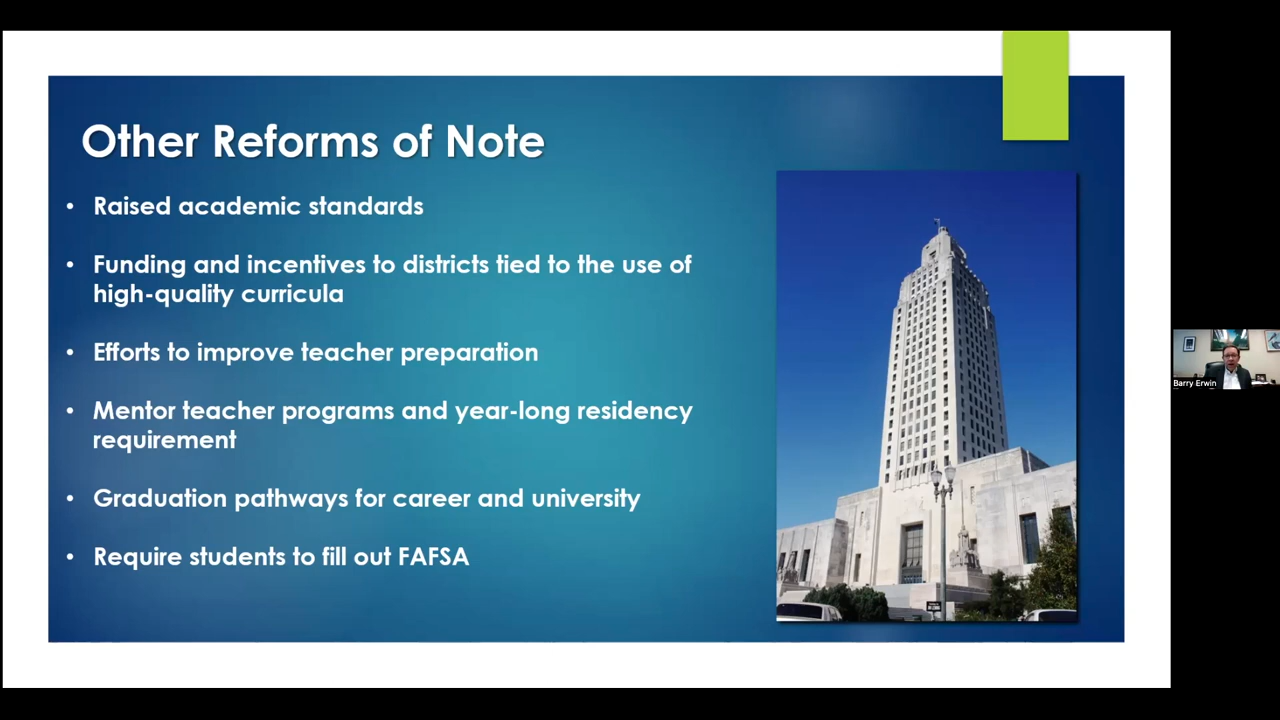 Other Reforms of Note
• Raised academic standards
• Funding and incentives to districts tied to the use of
high-quality curricula
• Efforts to improve teacher preparation
• Mentor teacher programs and year-long residency
requirement
• Graduation pathways for career and university
• Require students to fill out FAFSA
Barry Erwin